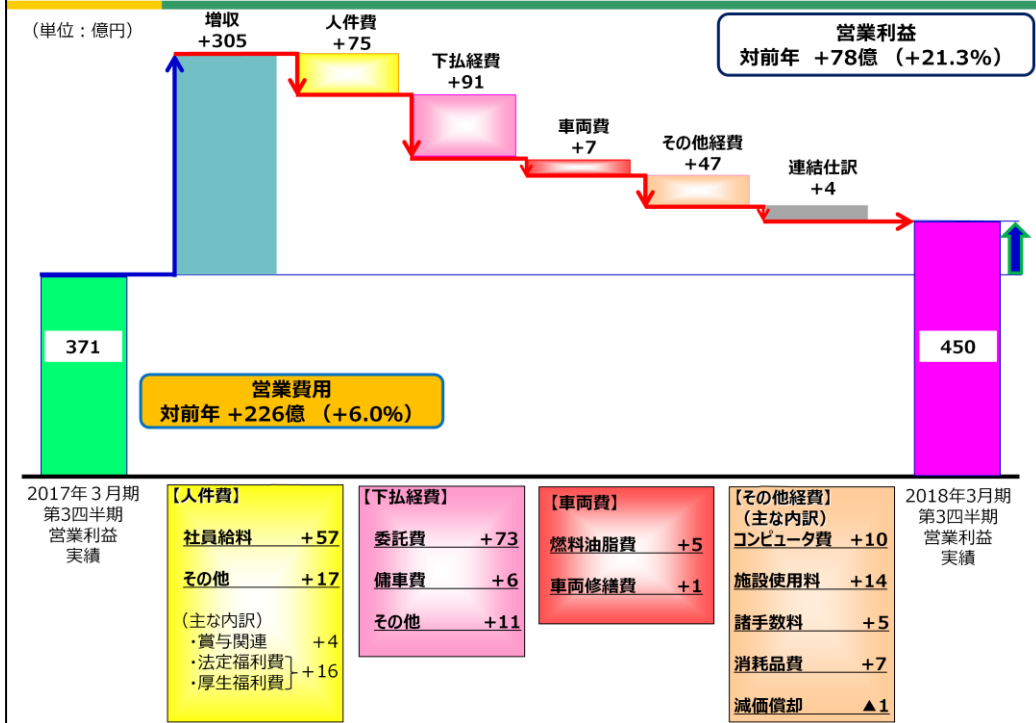 (単位：億円)
増収
+305
人件費
+75
下払経費
+91
車両費
+7
その他経費
+47
連結仕訳
+4
営業利益
対前年 +78億 （+21.3%）
371
450
営業費用
対前年 +226億 （+6.0%）
2017年３月期
第3四半期
営業利益
実績
【人件費】
社員給料 +57
その他 +17
（主な内訳）
・賞与関連 +4
・法定福利費
・厚生福利費
+16
【下払経費】
委託費 +73
傭車費 +6
その他 +11
【車両費】
燃料油脂費 +5
車両修繕費 +1
【その他経費】
（主な内訳）
コンピュータ費 +10
施設使用料 +14
諸手数料 +5
消耗品費 +7
減価償却 ▲1
2018年3月期
第3四半期
営業利益
実績